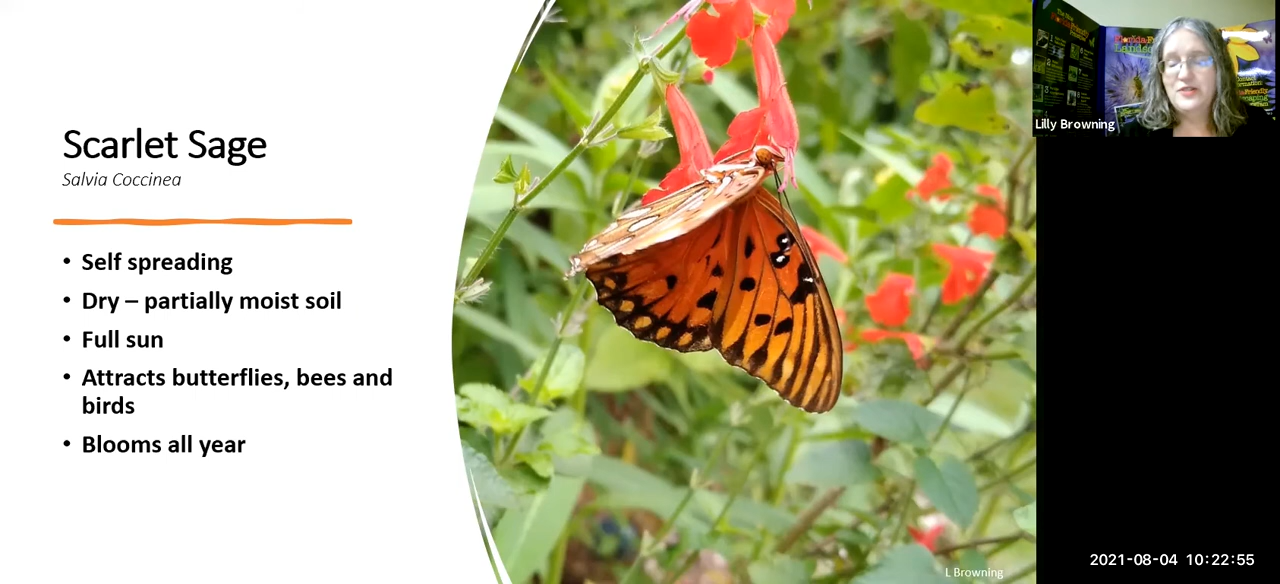 Scarlet Sage
Salvia Coccinea
• Self spreading
• Dry – partially moist soil
• Full sun
• Attracts butterflies, bees and
birds
• Blooms all year
L Browning
Lilly Browning
2021-08-04 10:22:55